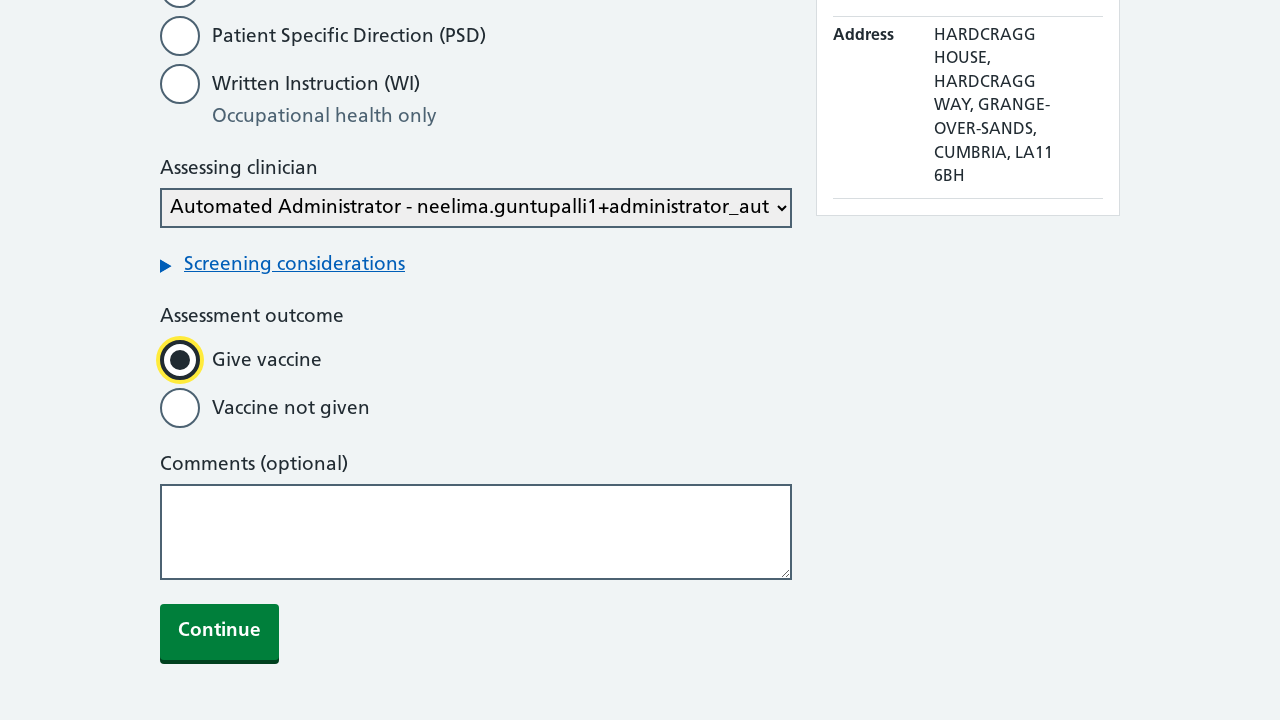 Patient Specific Direction (PSD)
Written Instruction (WI)
Occupational health only
Assessing clinician
Automated Administrator - neelima.guntupalli1+administrator_aut
Screening considerations
Assessment outcome
Give vaccine
Vaccine not given
Comments (optional)
Continue
Address
HARDCRAGG
HOUSE,
HARDCRAGG
WAY, GRANGE-
OVER-SANDS,
CUMBRIA, LA11
6BH